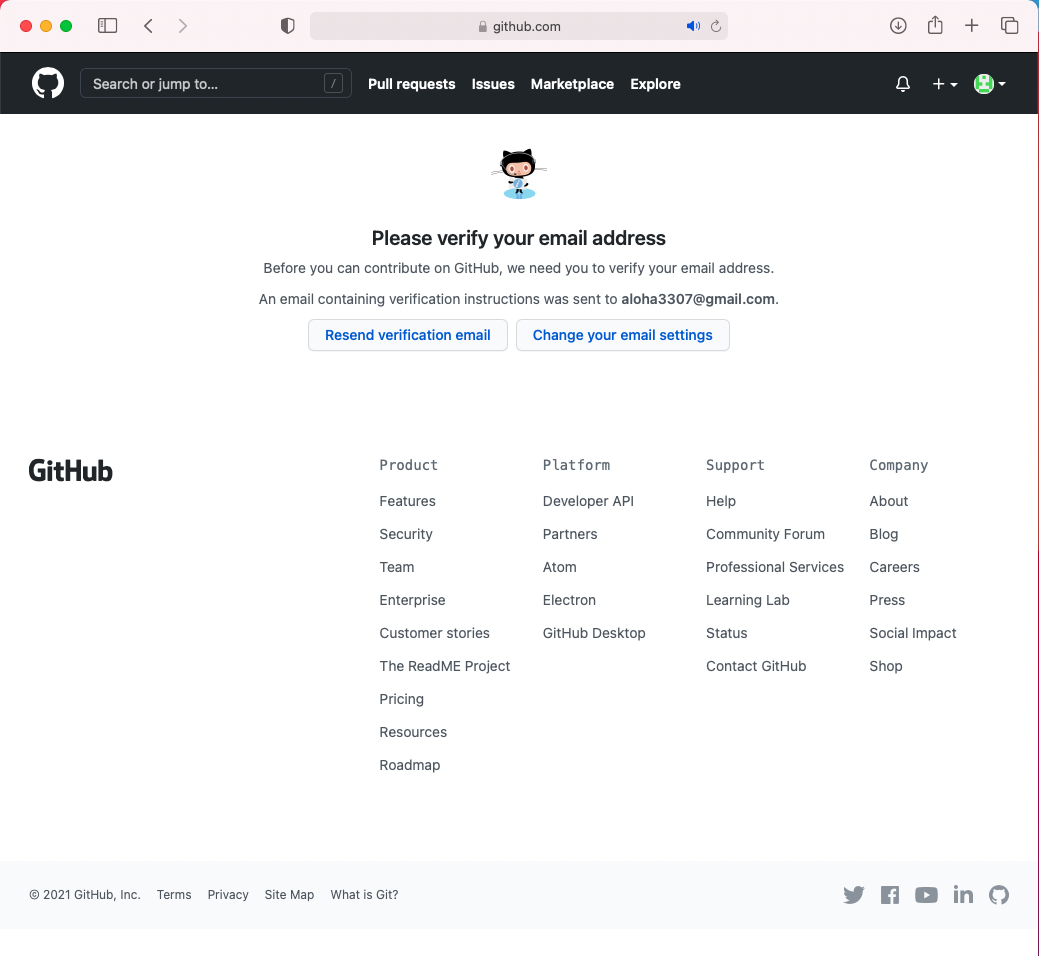 github.com
Search or jump to... /
Pull requests Issues Marketplace Explore
Please verify your email address
Before you can contribute on GitHub, we need you to verify your email address.
An email containing verification instructions was sent to aloha3307@gmail.com.
Resend verification email Change your email settings
GitHub
Product
Features
Security
Team
Enterprise
Customer stories
The ReadME Project
Pricing
Resources
Roadmap
Platform
Developer API
Partners
Atom
Electron
GitHub Desktop
Support
Help
Community Forum
Professional Services
Learning Lab
Status
Contact GitHub
Company
About
Blog
Careers
Press
Social Impact
Shop
© 2021 GitHub, Inc. Terms Privacy Site Map What is Git?